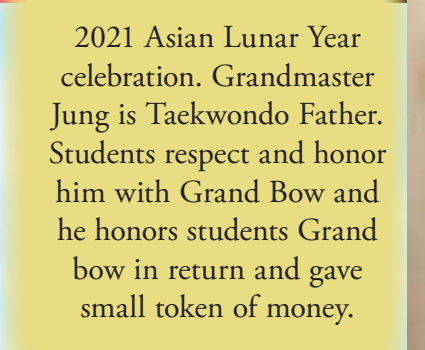 2021 Asian Lunar Year
celebration. Grandmaster
Jung is Taekwondo Father.
Students respect and honor
him with Grand Bow and
he honors students Grand
bow in return and gave
small token of money.